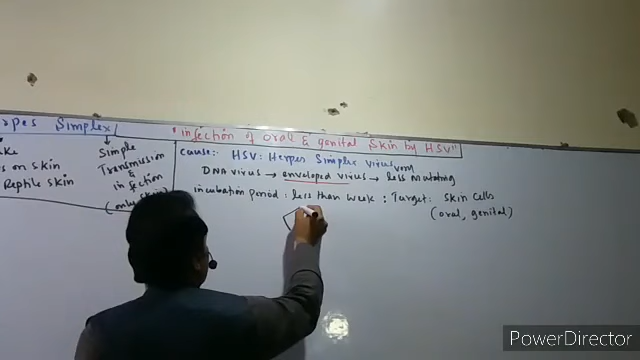 rpes Simplex
"infection of oral & genital Skin by HSV"
Simple
s on skin
Transmission
Reptile skin
&
infection
cause:- HSV: Herpes Simplex Virus
DNA virus → enveloped virus → less Mutating
incubation period : less than week : Target: Skin Cells
(oral, genital)
PowerDirector